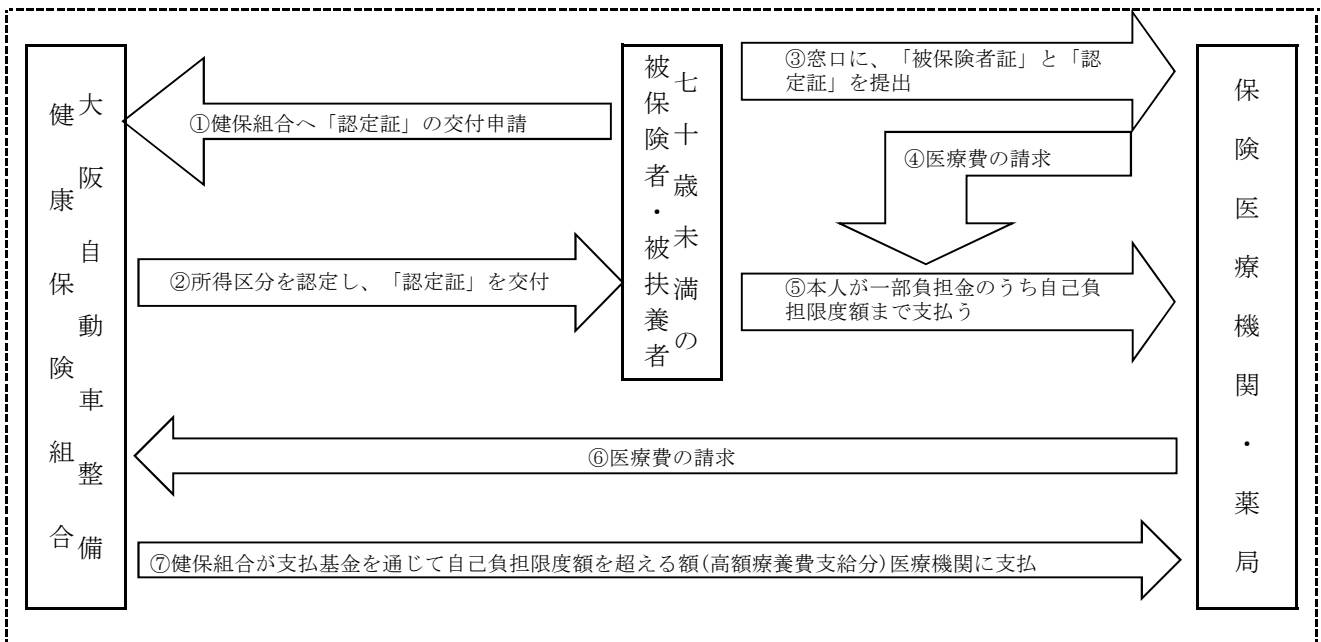 大阪自動車整備
健康保険組合
①健保組合へ「認定証」の交付申請
②所得区分を認定し、「認定証」を交付
七十歳未満の
被保険者・被扶養者
③窓口に、「被保険者証」と「認
定証」を提出
④医療費の請求
⑤本人が一部負担金のうち自己負
担限度額まで支払う
保険医療機関・薬局
⑥医療費の請求
⑦健保組合が支払基金を通じて自己負担限度額を超える額(高額療養費支給分)医療機関に支払